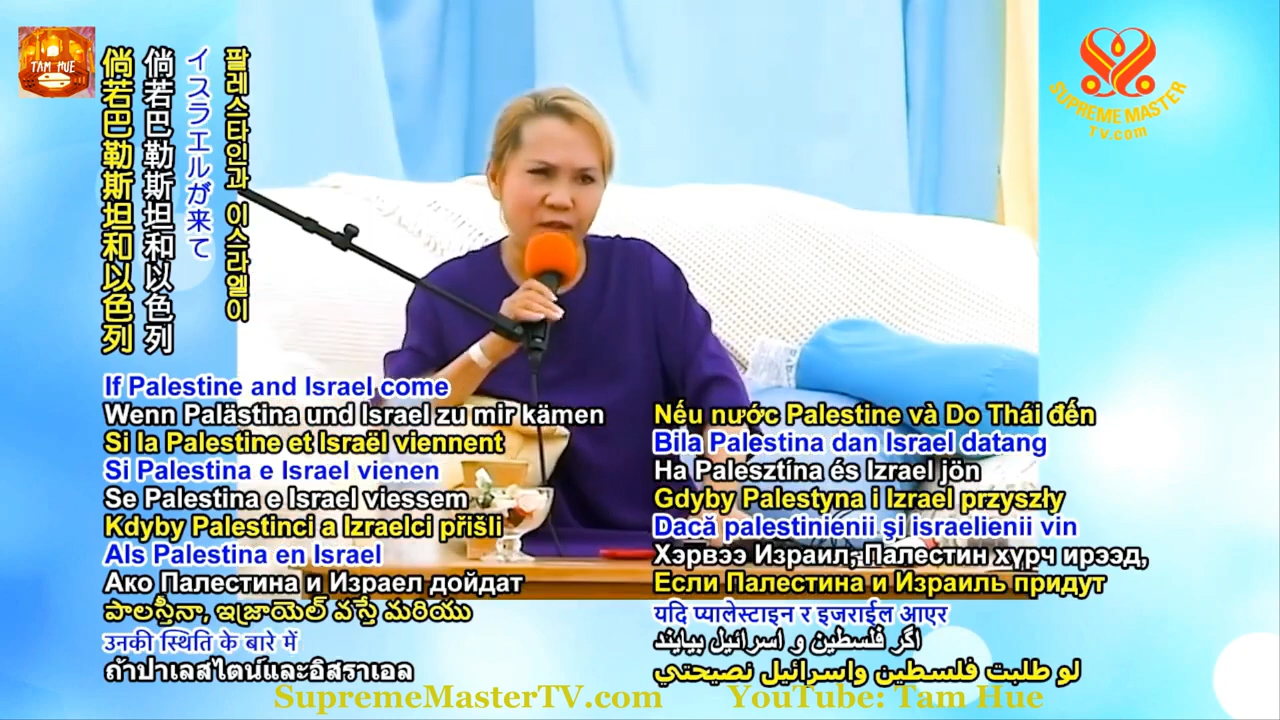 TAM HUE
SUPREME MASTER
TV.com
팔레스타인과 이스라엘이
イスラエルが来て
倘若巴勒斯坦和以色列
倘若巴勒斯坦和以色列
If Palestine and Israel come
Wenn Palästina und Israel zu mir kämen
Si la Palestine et Israël viennent
Si Palestina e Israel vienen
Se Palestina e Israel viessem
Kdyby Palestinci a Izraelci přišli
Als Palestina en Israel
Ако Палестина и Израел дойдат
పాలస్తీనా, ఇజ్రాయెల్ వస్తే మరియు
उनकी स्थिति के बारे में
ถ้าปาเลสไตน์และอิสราเอล
Nếu nước Palestine và Do Thái đến
Bila Palestina dan Israel datang
Ha Palesztína és Izrael jön
Gdyby Palestyna i Izrael przyszły
Dacă palestinienii şi israelienii vin
Хэрвээ Израил, Палестин хүрч ирээд,
Если Палестина и Израиль придут
यदि प्यालेस्टाइन र इजराईल आएर
اگر فلسطین و اسرائیل بیایند
لو طلبت فلسطين واسرائيل نصيحتي
SupremeMasterTV.com
YouTube: Tam Hue